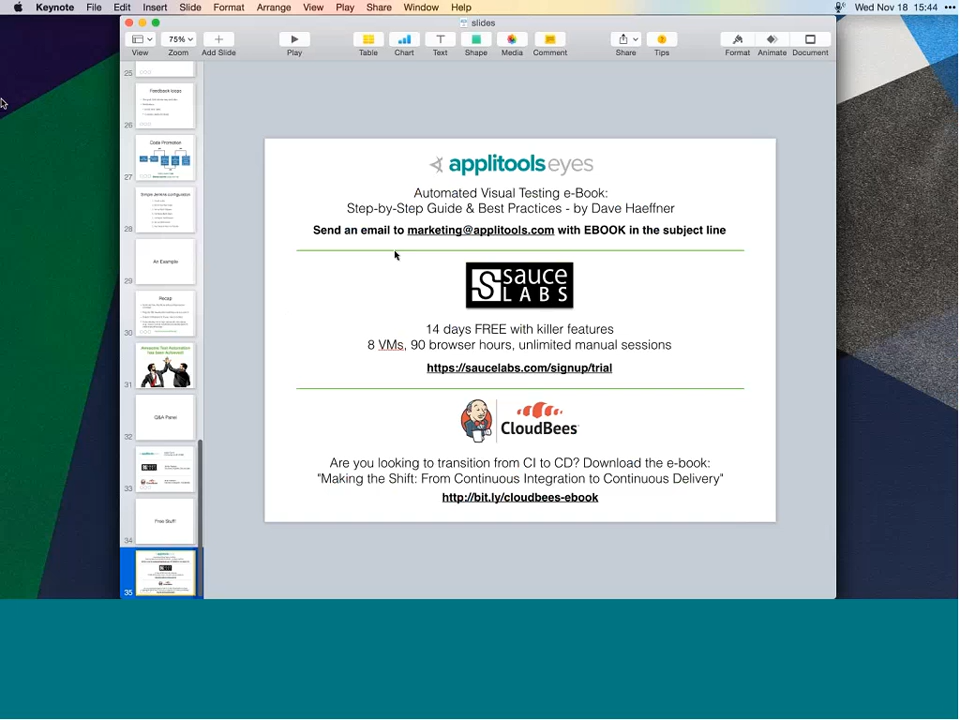 Keynote File Edit Insert Slide Format Arrange View Play Share Window Help Wed Nov 18 15:44
slides
75%
View Zoom Add Slide Play Table Chart Text Shape Media Comment Share Tips Format Animate Document
25
Feedback loops
26
Code Promotion
27
Simple Jenkins configuration
28
An Example
29
Recap
30
Awesome Test Automation
has been Achieved!
31
Q&A Panel
32
33
Free Stuff
34
35
applitools eyes
Automated Visual Testing e-Book:
Step-by-Step Guide & Best Practices - by Dave Haeffner
Send an email to marketing@applitools.com with EBOOK in the subject line
S SAUCE
LABS
14 days FREE with killer features
8 VMs, 90 browser hours, unlimited manual sessions
https://saucelabs.com/signup/trial
CloudBees
Are you looking to transition from CI to CD? Download the e-book:
"Making the Shift: From Continuous Integration to Continuous Delivery"
http://bit.ly/cloudbees-ebook